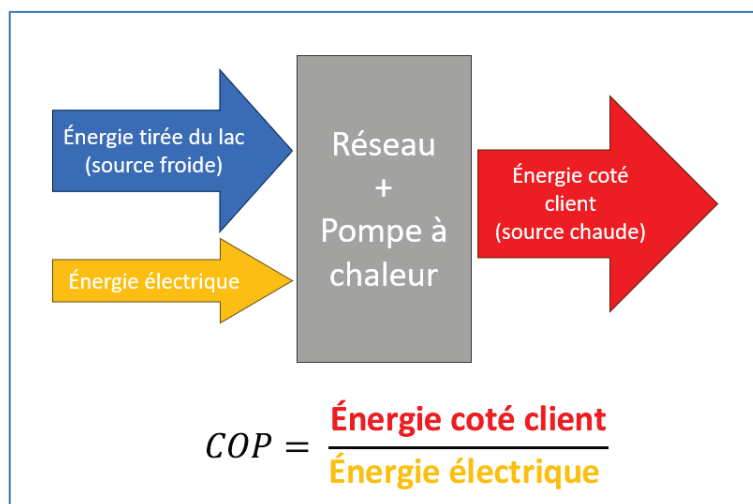 Énergie tirée du lac
(source froide)
Énergie électrique
Réseau
+
Pompe à
chaleur
Énergie coté
client
(source chaude)
COP = Énergie coté client
Énergie électrique